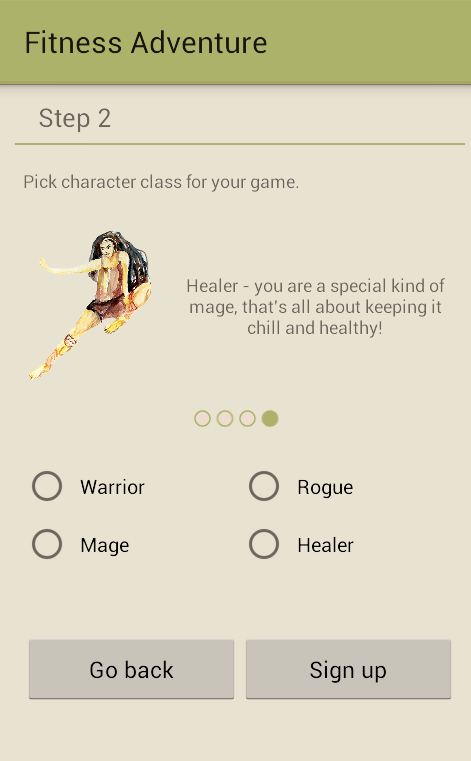 Fitness Adventure
Step 2
Pick character class for your game.
Healer - you are a special kind of
mage, that's all about keeping it
chill and healthy!
Warrior
Rogue
Mage
Healer
Go back
Sign up